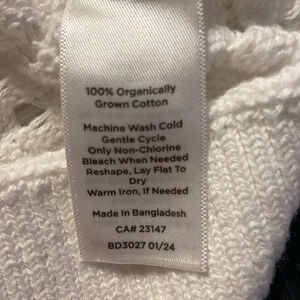 100% Organically
Grown Cotton
Machine Wash Cold
Gentle Cycle
Only Non-Chlorine
Bleach When Needed
Reshape, Lay Flat To
Dry
Warm Iron, If Needed
Made In Bangladesh
CA# 23147
BD3027 01/24